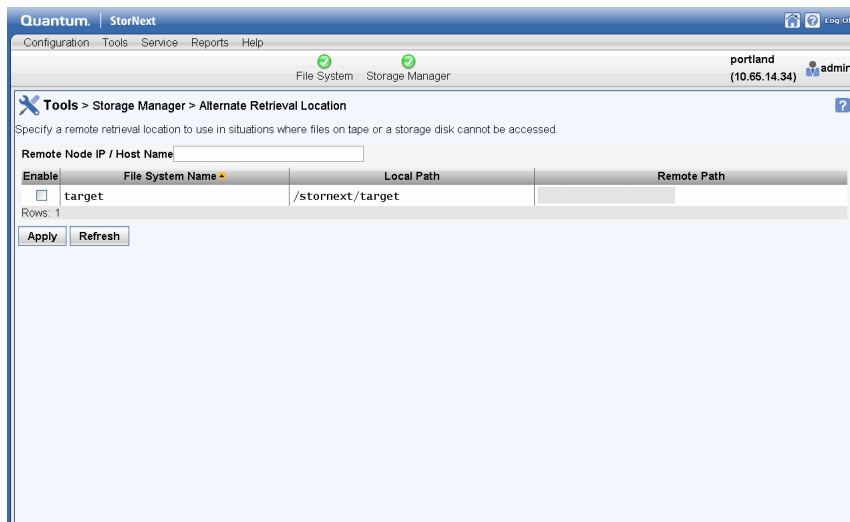 Quantum. StorNext Log Of
Configuration Tools Service Reports Help
File System Storage Manager
portland
(10.65.14.34)
admin
Tools > Storage Manager > Alternate Retrieval Location
Specify a remote retrieval location to use in situations where files on tape or a storage disk cannot be accessed.
Remote Node IP / Host Name
Enable File System Name Local Path Remote Path
target /stornext/target
Rows: 1
Apply Refresh